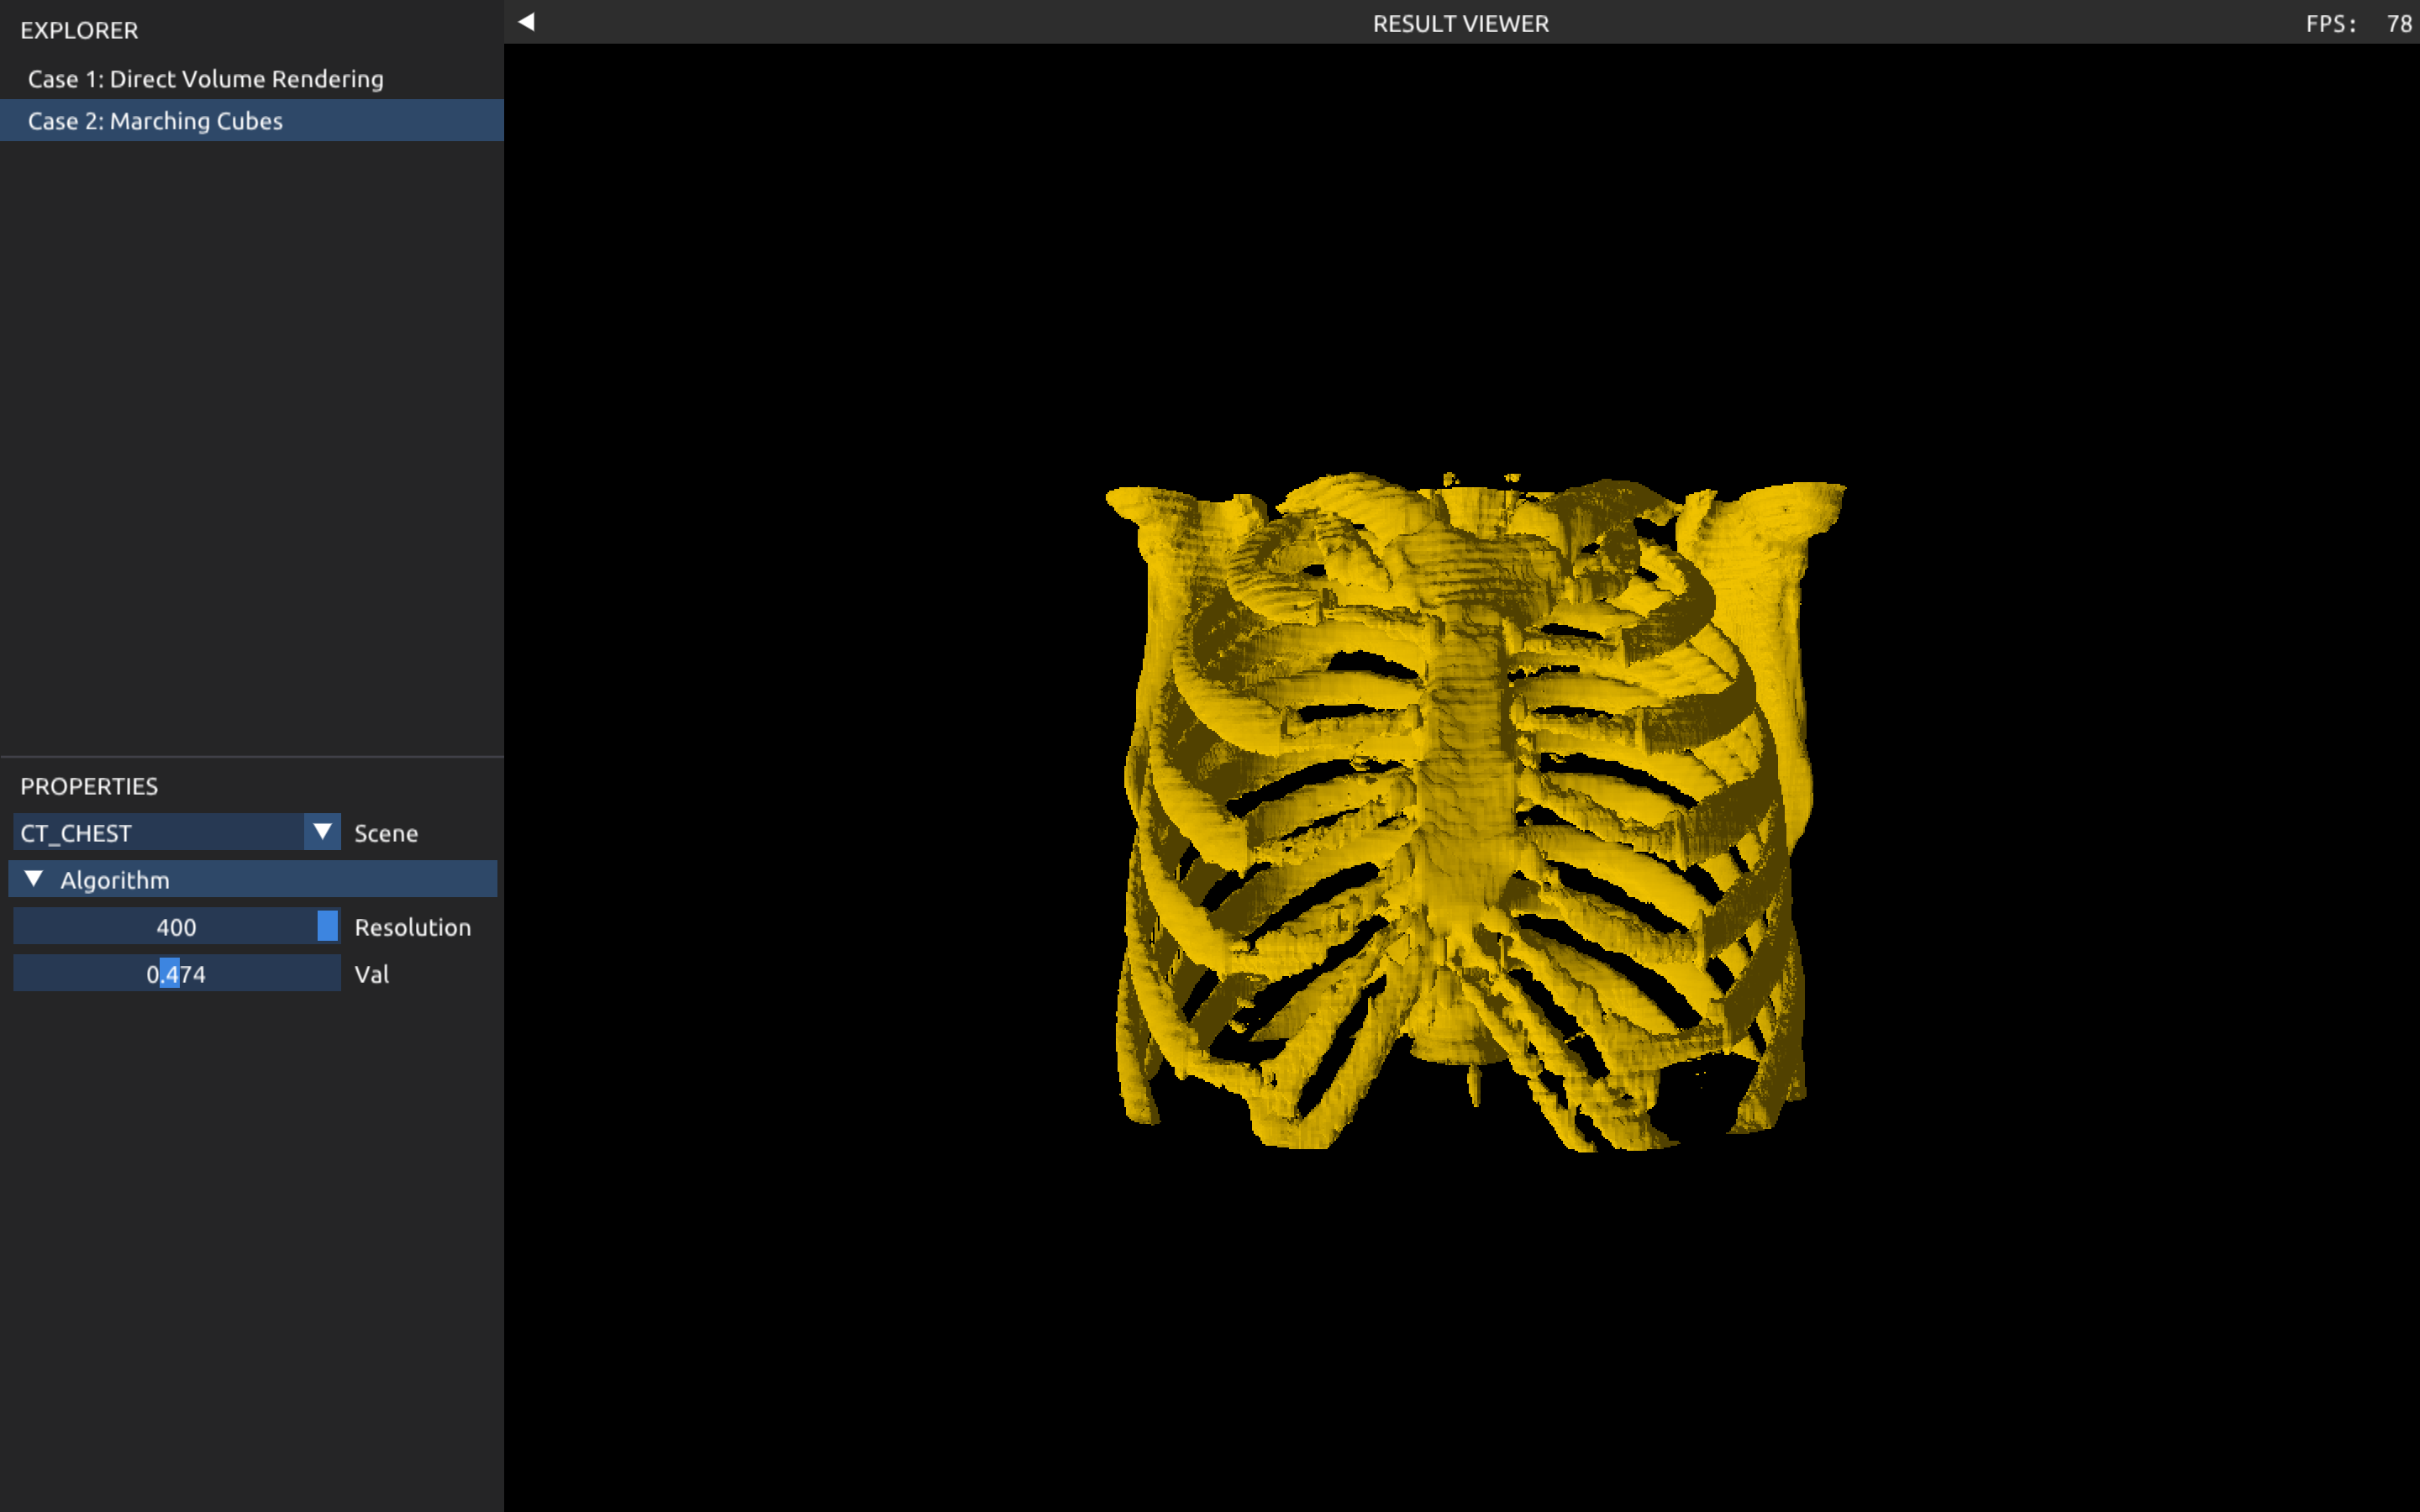 EXPLORER
Case 1: Direct Volume Rendering
Case 2: Marching Cubes
PROPERTIES
CT_CHEST Scene
Algorithm
400 Resolution
0.474 Val
RESULT VIEWER
FPS: 78